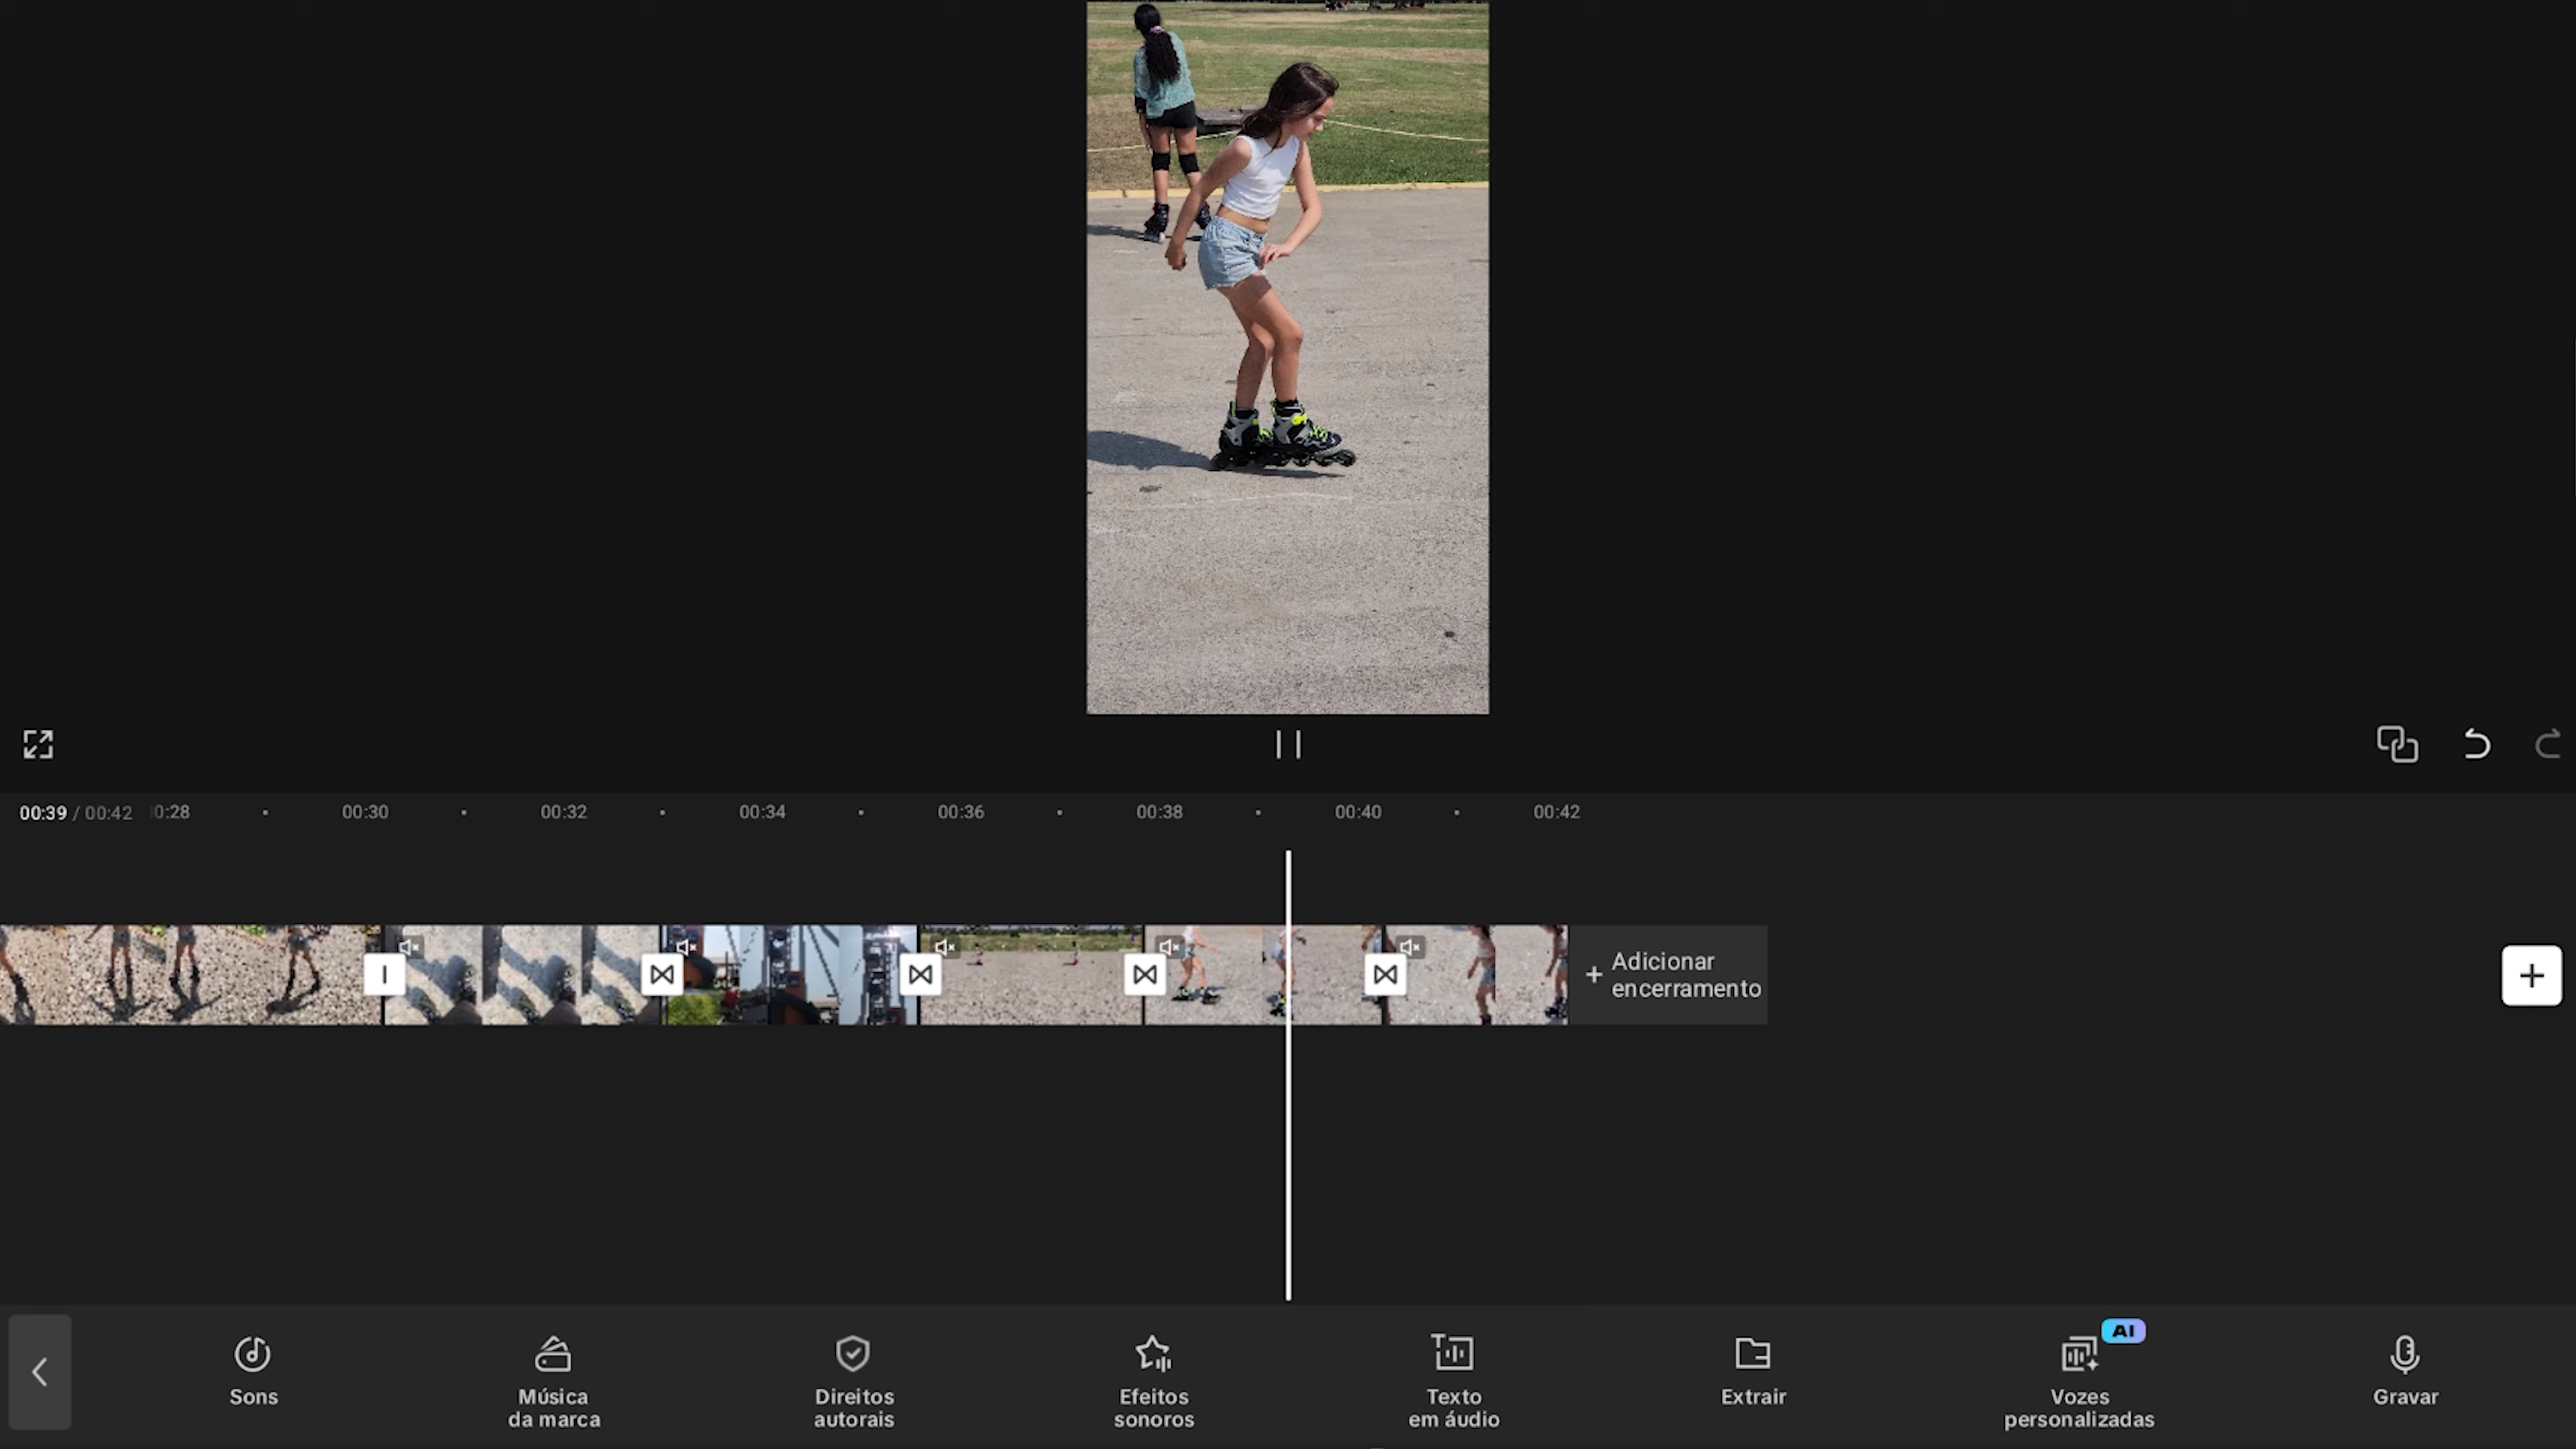 00:39 / 00:42 0:28 00:30 00:32 00:34 00:36 00:38 00:40 00:42
+ Adicionar
encerramento
AI
Sons
Música
da marca
Direitos
autorais
Efeitos
sonoros
Texto
em áudio
Extrair
Vozes
personalizadas
Gravar